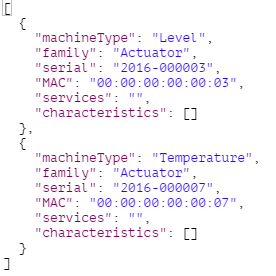 [
  {
    "machineType": "Level",
    "family": "Actuator",
    "serial": "2016-000003",
    "MAC": "00:00:00:00:00:03",
    "services": "",
    "characteristics": []
  },
  {
    "machineType": "Temperature",
    "family": "Actuator",
    "serial": "2016-000007",
    "MAC": "00:00:00:00:00:07",
    "services": "",
    "characteristics": []
  }
]